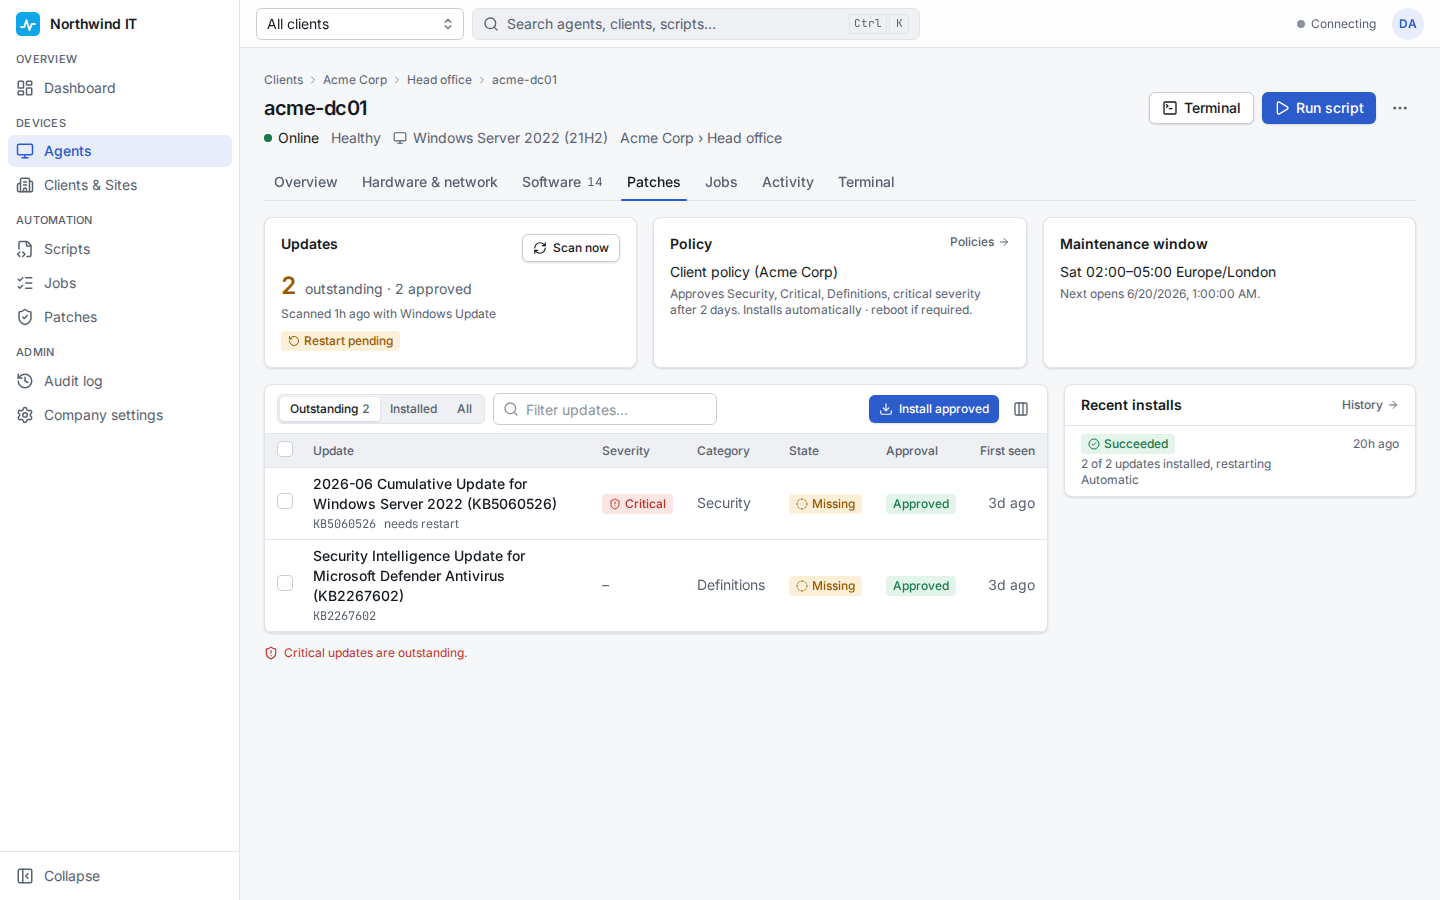 Northwind IT
All clients
Search agents, clients, scripts...
Ctrl K
Connecting
DA
OVERVIEW
Dashboard
DEVICES
Agents
Clients & Sites
AUTOMATION
Scripts
Jobs
Patches
ADMIN
Audit log
Company settings
Collapse
Clients > Acme Corp > Head office > acme-dc01
acme-dc01
Terminal
Run script
Online Healthy Windows Server 2022 (21H2) Acme Corp › Head office
Overview Hardware & network Software 14 Patches Jobs Activity Terminal
Updates
Scan now
2 outstanding · 2 approved
Scanned 1h ago with Windows Update
Restart pending
Policy
Policies →
Client policy (Acme Corp)
Approves Security, Critical, Definitions, critical severity
after 2 days. Installs automatically · reboot if required.
Maintenance window
Sat 02:00–05:00 Europe/London
Next opens 6/20/2026, 1:00:00 AM.
Outstanding 2 Installed All
Filter updates...
Install approved
Update Severity Category State Approval First seen
2026-06 Cumulative Update for
Windows Server 2022 (KB5060526)
KB5060526 needs restart
Critical Security Missing Approved 3d ago
Security Intelligence Update for
Microsoft Defender Antivirus
(KB2267602)
KB2267602
– Definitions Missing Approved 3d ago
Critical updates are outstanding.
Recent installs
History →
Succeeded 20h ago
2 of 2 updates installed, restarting
Automatic